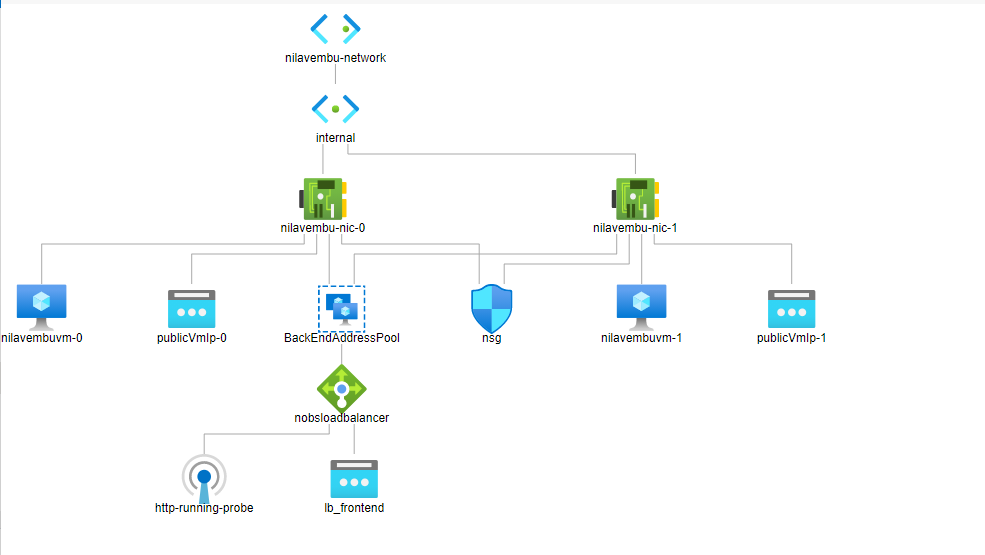 nilavembu-network
internal
nilavembu-nic-0
nilavembu-nic-1
nilavembuvm-0
publicVmIp-0
BackEndAddressPool
nsg
nilavembuvm-1
publicVmIp-1
nobsloadbalancer
http-running-probe
lb_frontend